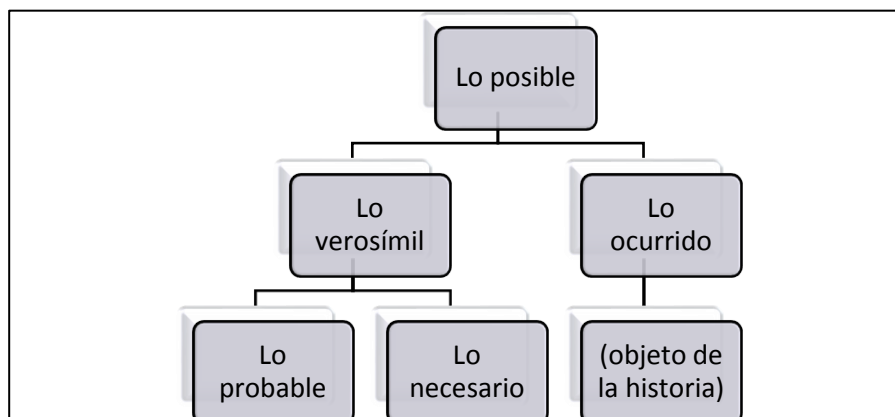 Lo posible
Lo
verosímil
Lo
ocurrido
Lo
probable
Lo
necesario
(objeto de
la historia)